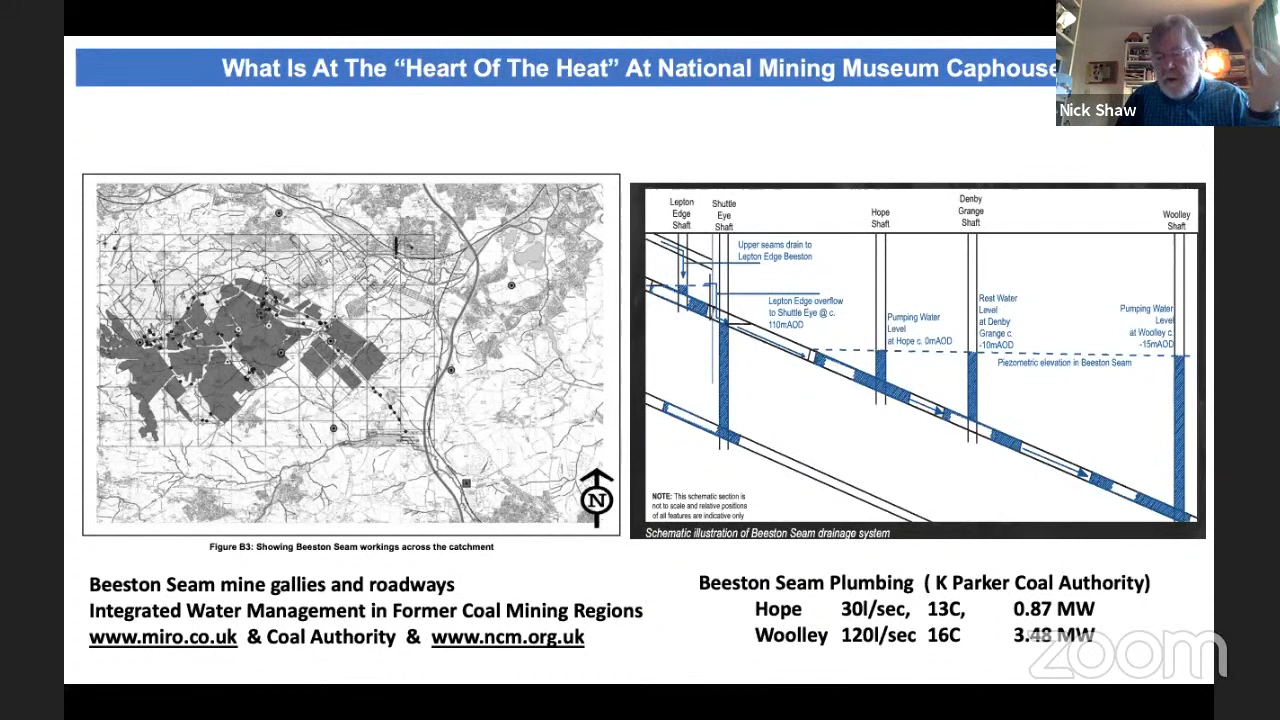 What Is At The “Heart Of The Heat” At National Mining Museum Caphouse
Nick Shaw
N
Figure B3: Showing Beeston Seam workings across the catchment
Lepton
Edge
Shaft
Shuttle
Eye
Shaft
Hope
Shaft
Denby
Grange
Shaft
Woolley
Shaft
Upper seams drain to
Lepton Edge Beeston
Lepton Edge overflow
to Shuttle Eye @ c.
110mAOD
Pumping Water
Level
at Hope c. 0mAOD
Rest Water
Level
at Denby
Grange c.
-10mAOD
Pumping Water
Level
at Woolley c.
-15mAOD
Piezometric elevation in Beeston Seam
NOTE: This schematic section is
not to scale and relative positions
of all features are indicative only
Schematic illustration of Beeston Seam drainage system
Beeston Seam mine gallies and roadways
Integrated Water Management in Former Coal Mining Regions
www.miro.co.uk & Coal Authority & www.ncm.org.uk
Beeston Seam Plumbing ( K Parker Coal Authority)
Hope 30l/sec, 13C, 0.87 MW
Woolley 120l/sec 16C 3.48 MW
zoom